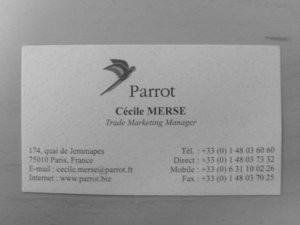 Parrot
Cécile MERSE
Trade Marketing Manager
174, quai de Jemmapes
75010 Paris, France
E-mail : cecile.merse@parrot.fr
Internet : www.parrot.biz
Tél. : +33 (0) 1 48 03 60 60
Direct : +33 (0) 1 48 03 73 32
Mobile : +33 (0) 6 31 10 02 26
Fax : +33 (0) 1 48 03 70 25